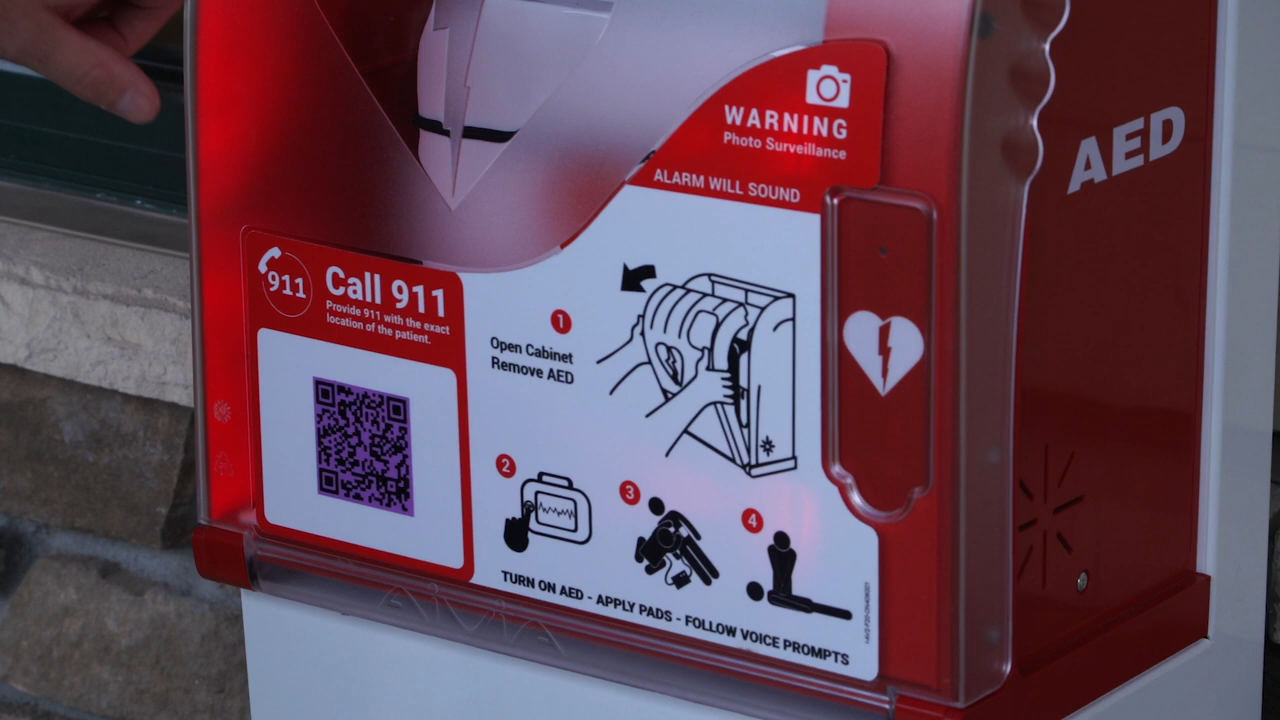 WARNING
Photo Surveillance
ALARM WILL SOUND
AED
911
Call 911
Provide 911 with the exact
location of the patient.
1
Open Cabinet
Remove AED
2
3
4
TURN ON AED - APPLY PADS - FOLLOW VOICE PROMPTS
AIVIA